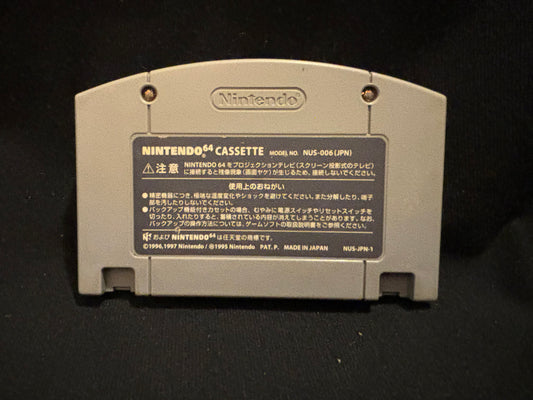 Nintendo
NINTENDO64 CASSETTE MODEL NO. NUS-006(JPN)
⚠注意 NINTENDO 64 をプロジェクションテレビ(スクリーン投影式のテレビ)
に接続すると残像現象(画面ヤケ)が生じるため、接続しないでください。
使用上のおねがい
●精密機器につき、極端な温度変化やショックを避けてください。また分解したり、端子
部を汚したりしないでください。
●バックアップ機能付きカセットの場合、むやみに電源スイッチやリセットスイッチを
切ったり、入れたりすると、蓄積されている内容が消えてしまうことがあります。なお、
バックアップの操作方法については、ゲームソフトの取扱説明書をご参照ください。
および NINTENDO64 は任天堂の商標です。
©1996,1997 Nintendo / Ⓜ1995 Nintendo PAT. P. MADE IN JAPAN NUS-JPN-1